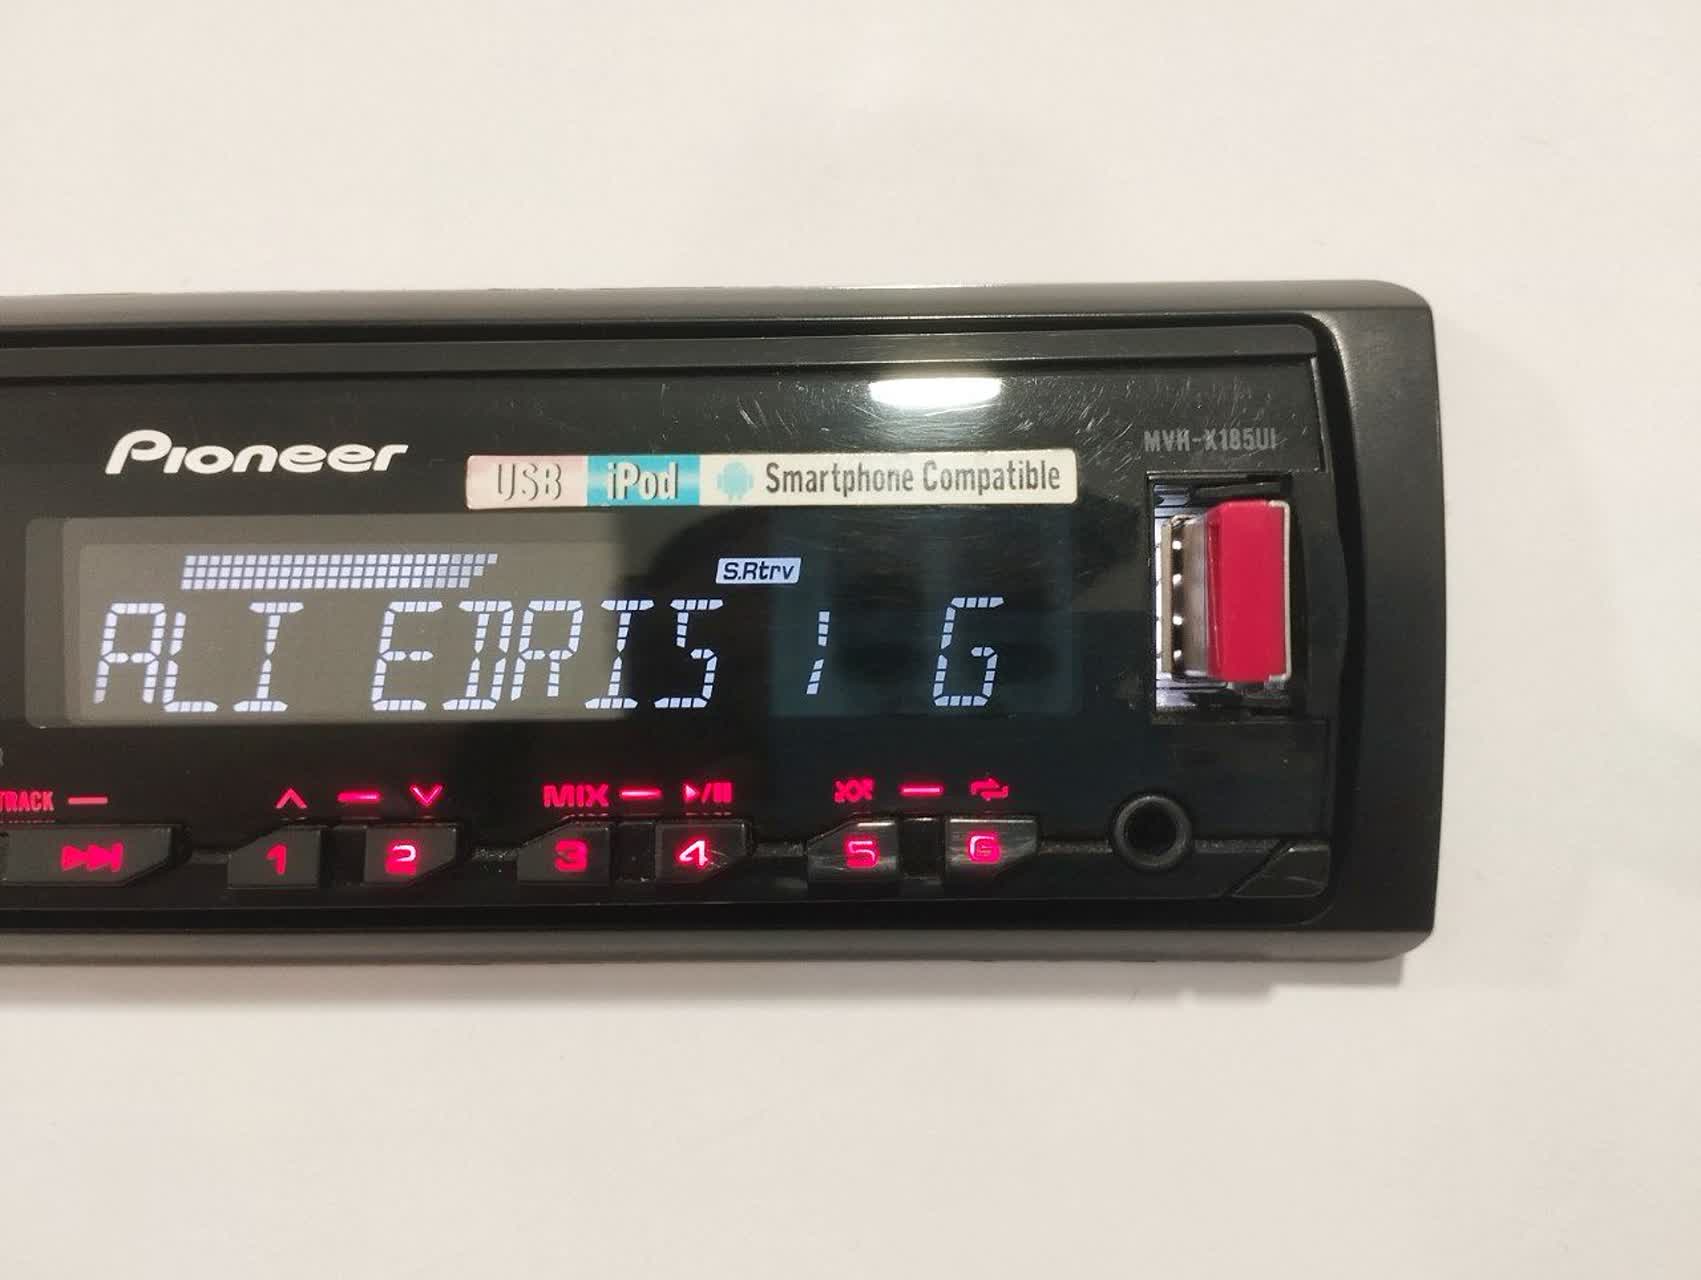 MVH-X185UI
Pioneer
USB iPod Smartphone Compatible
S.Rtrv
ALI EDRIS / G
TRACK
MIX
1 2 3 4 5 6